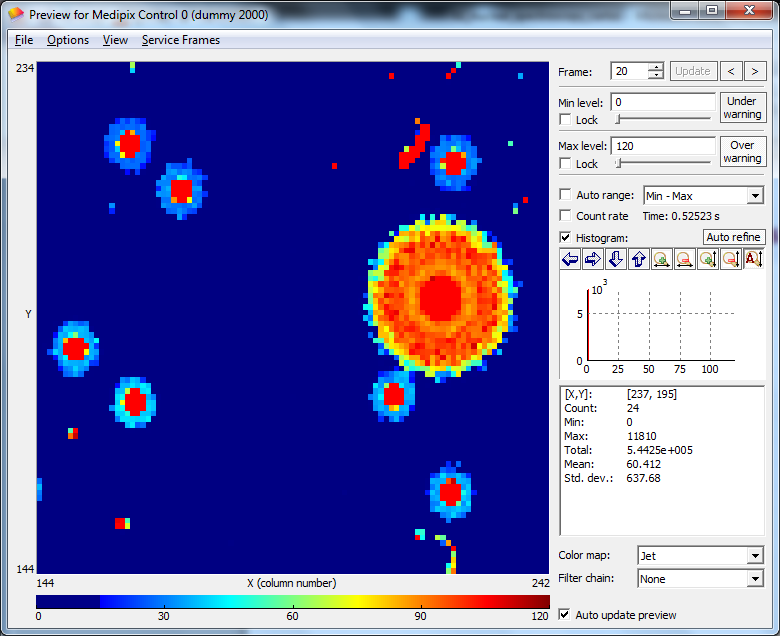 Preview for Medipix Control 0 (dummy 2000)
File Options View Service Frames
234
Y
144
144 X (column number) 242
0 30 60 90 120
Frame: 20 Update < >
Min level: 0 Under warning
Lock
Max level: 120 Over warning
Lock
Auto range: Min - Max
Count rate Time: 0.52523 s
Histogram: Auto refine
A
10 3
5
0
0 25 50 75 100
[X,Y]: [237, 195]
Count: 24
Min: 0
Max: 11810
Total: 5.4425e+005
Mean: 60.412
Std. dev.: 637.68
Color map: Jet
Filter chain: None
Auto update preview